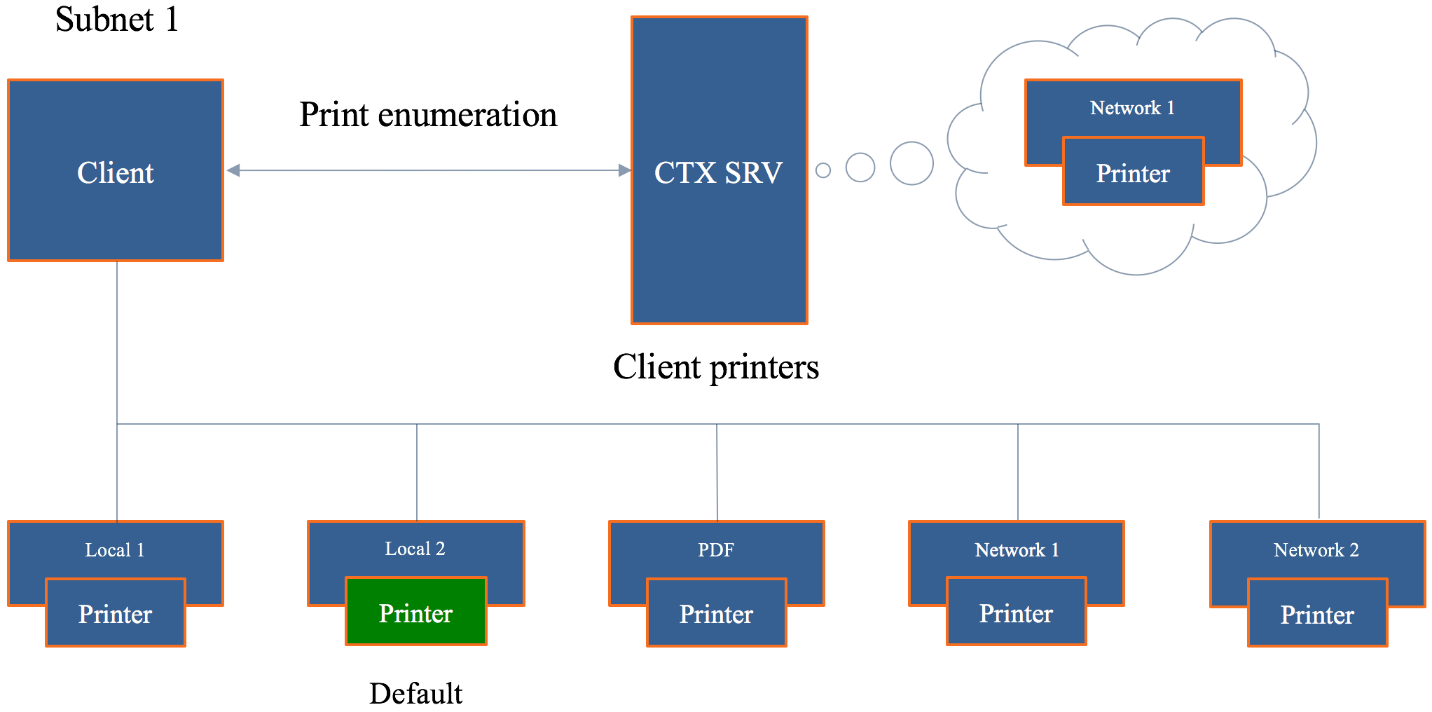 Subnet 1
Client
Print enumeration
CTX SRV
Network 1
Printer
Client printers
Local 1
Printer
Local 2
Printer
PDF
Printer
Network 1
Printer
Network 2
Printer
Default